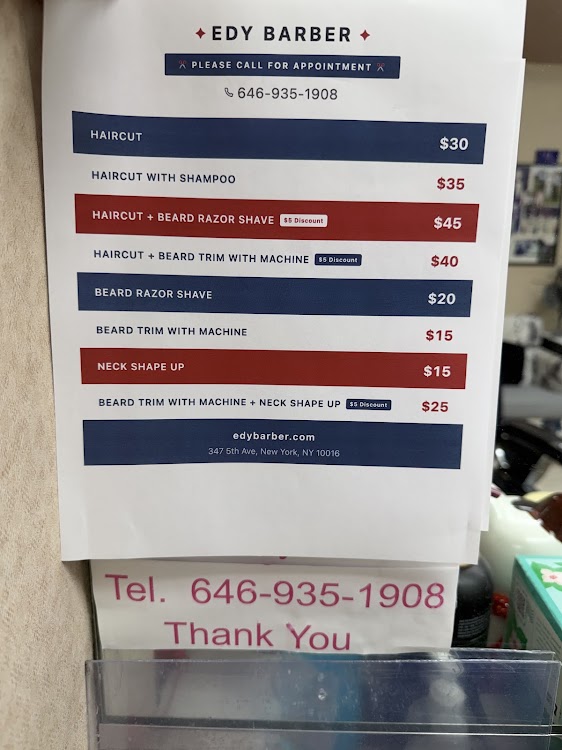 EDY BARBER
PLEASE CALL FOR APPOINTMENT
646-935-1908
HAIRCUT $30
HAIRCUT WITH SHAMPOO $35
HAIRCUT + BEARD RAZOR SHAVE $5 Discount $45
HAIRCUT + BEARD TRIM WITH MACHINE $5 Discount $40
BEARD RAZOR SHAVE $20
BEARD TRIM WITH MACHINE $15
NECK SHAPE UP $15
BEARD TRIM WITH MACHINE + NECK SHAPE UP $5 Discount $25
edybarber.com
347 5th Ave, New York, NY 10016
Tel. 646-935-1908
Thank You